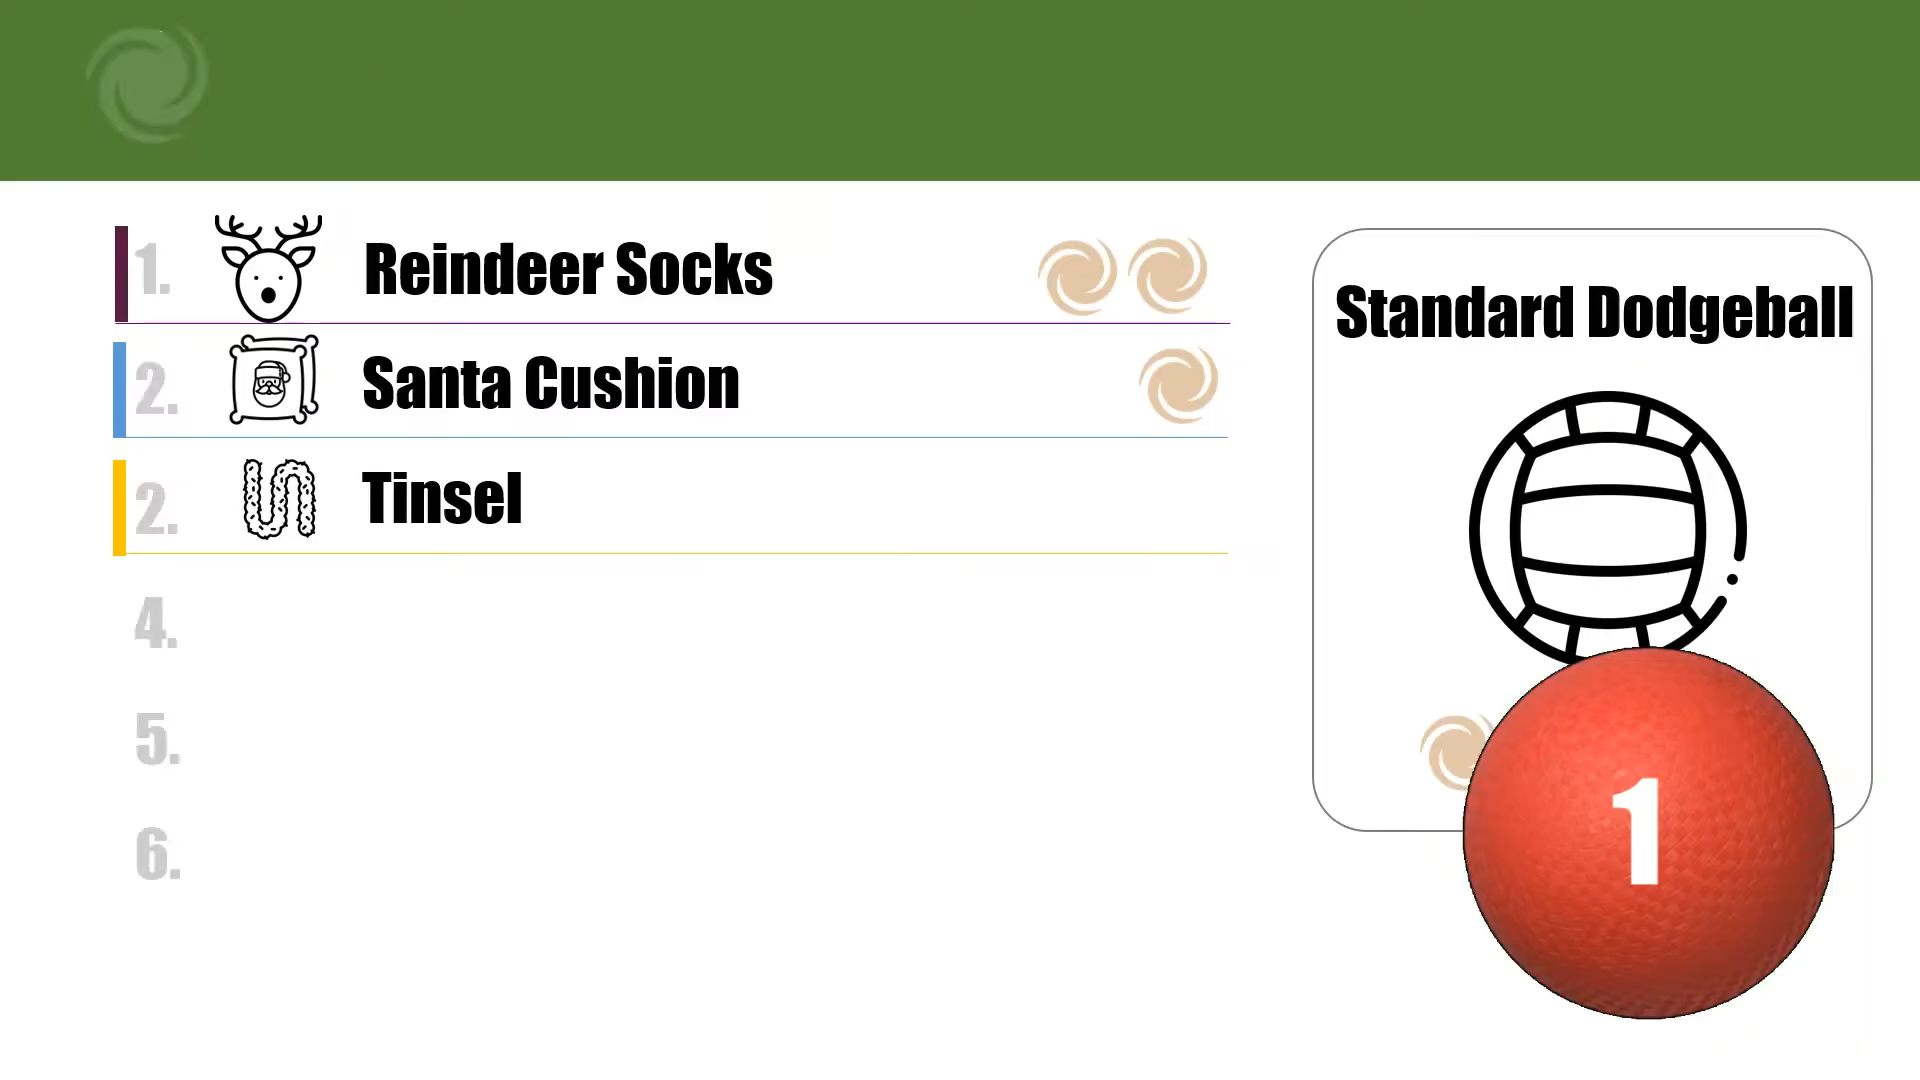 1. Reindeer Socks
2. Santa Cushion
2. Tinsel
4.
5.
6.
Standard Dodgeball
1